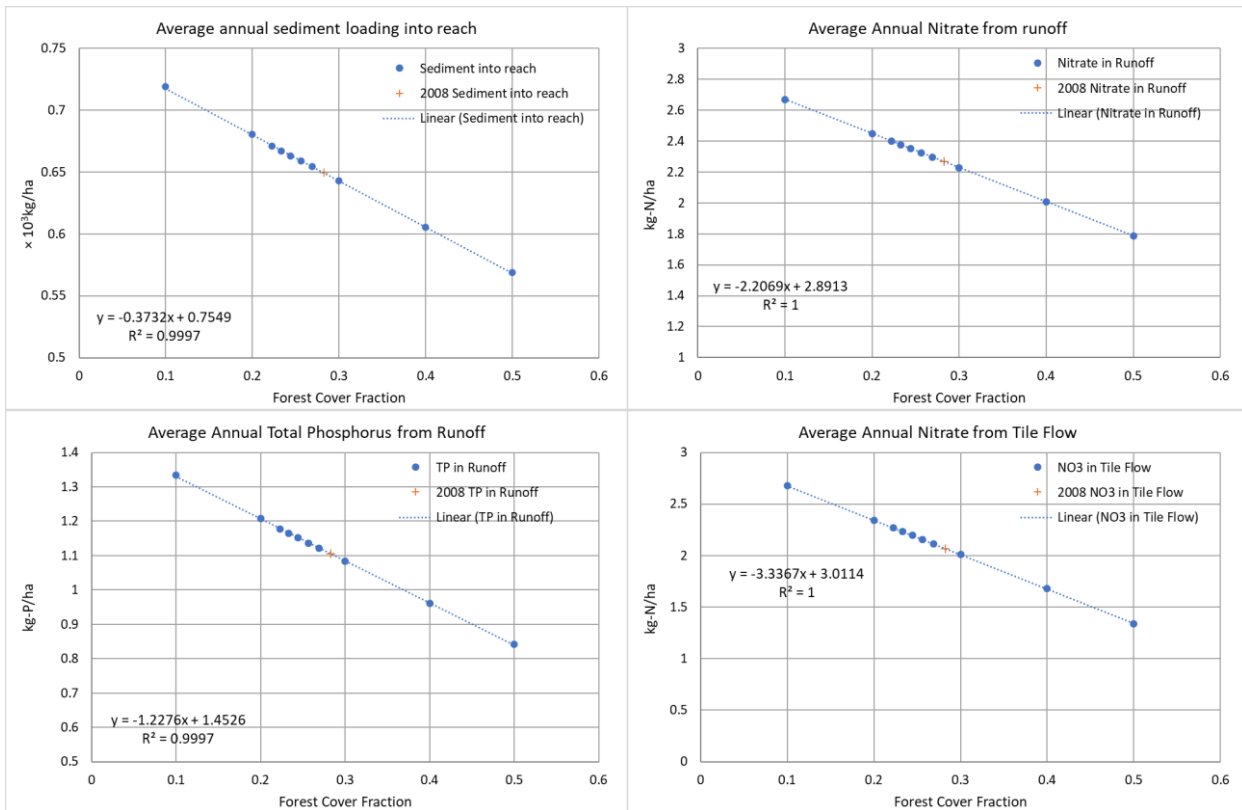 Average annual sediment loading into reach
0.75
0.7
0.65
0.6
0.55
0.5
× 10³kg/ha
Sediment into reach
2008 Sediment into reach
Linear (Sediment into reach)
y = -0.3732x + 0.7549
R² = 0.9997
0 0.1 0.2 0.3 0.4 0.5 0.6
Forest Cover Fraction
Average Annual Nitrate from runoff
3
2.8
2.6
2.4
2.2
2
1.8
1.6
1.4
1.2
1
kg-N/ha
Nitrate in Runoff
2008 Nitrate in Runoff
Linear (Nitrate in Runoff)
y = -2.2069x + 2.8913
R² = 1
0 0.1 0.2 0.3 0.4 0.5 0.6
Forest Cover Fraction
Average Annual Total Phosphorus from Runoff
1.4
1.3
1.2
1.1
1
0.9
0.8
0.7
0.6
0.5
kg-P/ha
TP in Runoff
2008 TP in Runoff
Linear (TP in Runoff)
y = -1.2276x + 1.4526
R² = 0.9997
0 0.1 0.2 0.3 0.4 0.5 0.6
Forest Cover Fraction
Average Annual Nitrate from Tile Flow
3
2.5
2
1.5
1
0.5
0
kg-N/ha
NO3 in Tile Flow
2008 NO3 in Tile Flow
Linear (NO3 in Tile Flow)
y = -3.3367x + 3.0114
R² = 1
0 0.1 0.2 0.3 0.4 0.5 0.6
Forest Cover Fraction